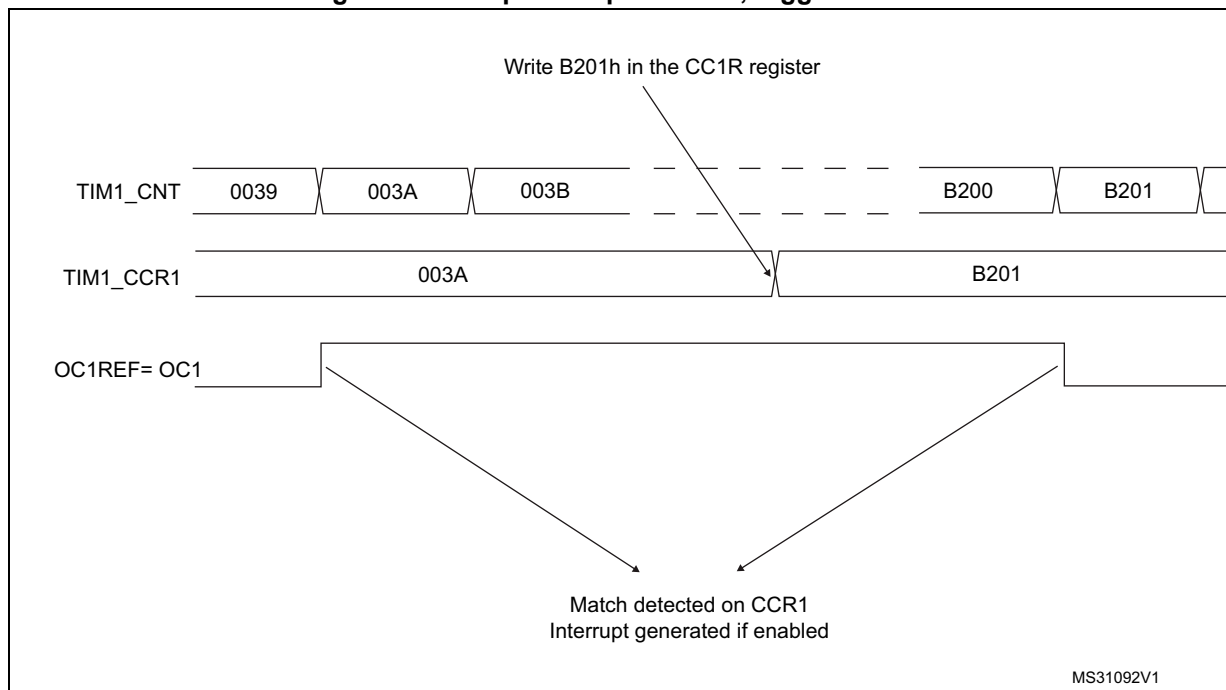 Write B201h in the CC1R register
TIM1_CNT 0039 003A 003B B200 B201
TIM1_CCR1 003A B201
OC1REF= OC1
Match detected on CCR1
Interrupt generated if enabled
MS31092V1